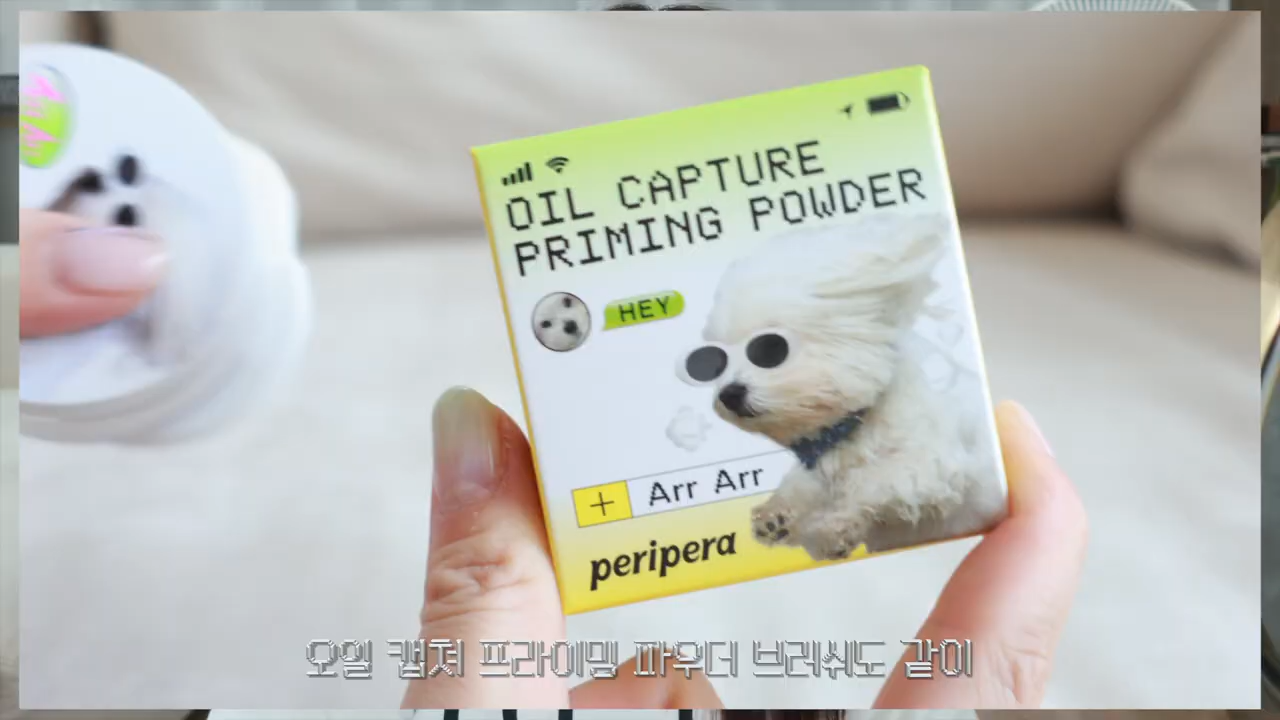 OIL CAPTURE
PRIMING POWDER
HEY
+ Arr Arr
peripera
오일 캡쳐 프라이밍 파우더 브러쉬도 같이